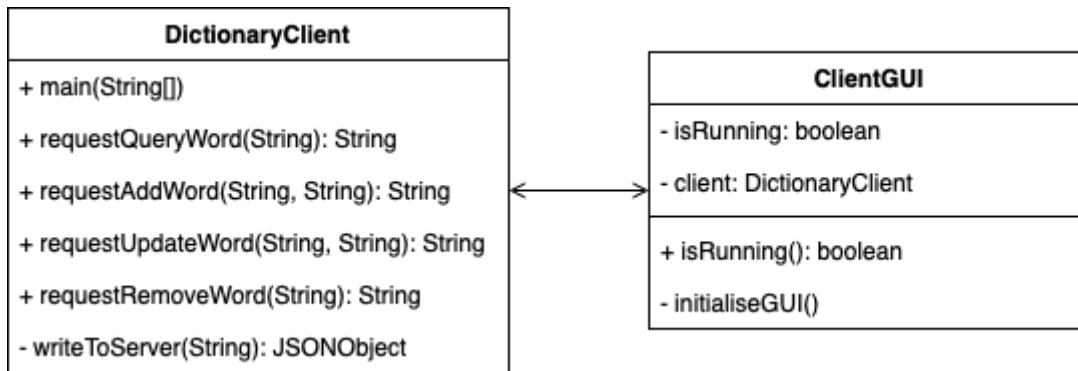 DictionaryClient
+ main(String[])
+ requestQueryWord(String): String
+ requestAddWord(String, String): String
+ requestUpdateWord(String, String): String
+ requestRemoveWord(String): String
- writeToServer(String): JSONObject
ClientGUI
- isRunning: boolean
- client: DictionaryClient
+ isRunning(): boolean
- initialiseGUI()